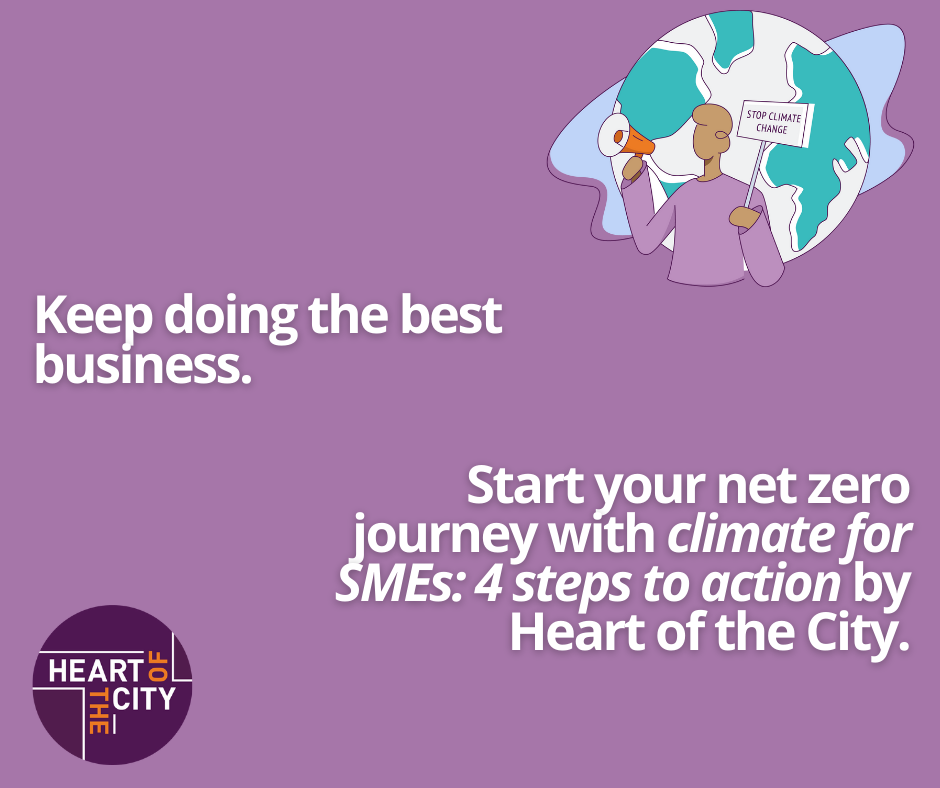 STOP CLIMATE
CHANGE
Keep doing the best
business.
Start your net zero
journey with climate for
SMEs: 4 steps to action by
Heart of the City.
HEART OF
THE CITY